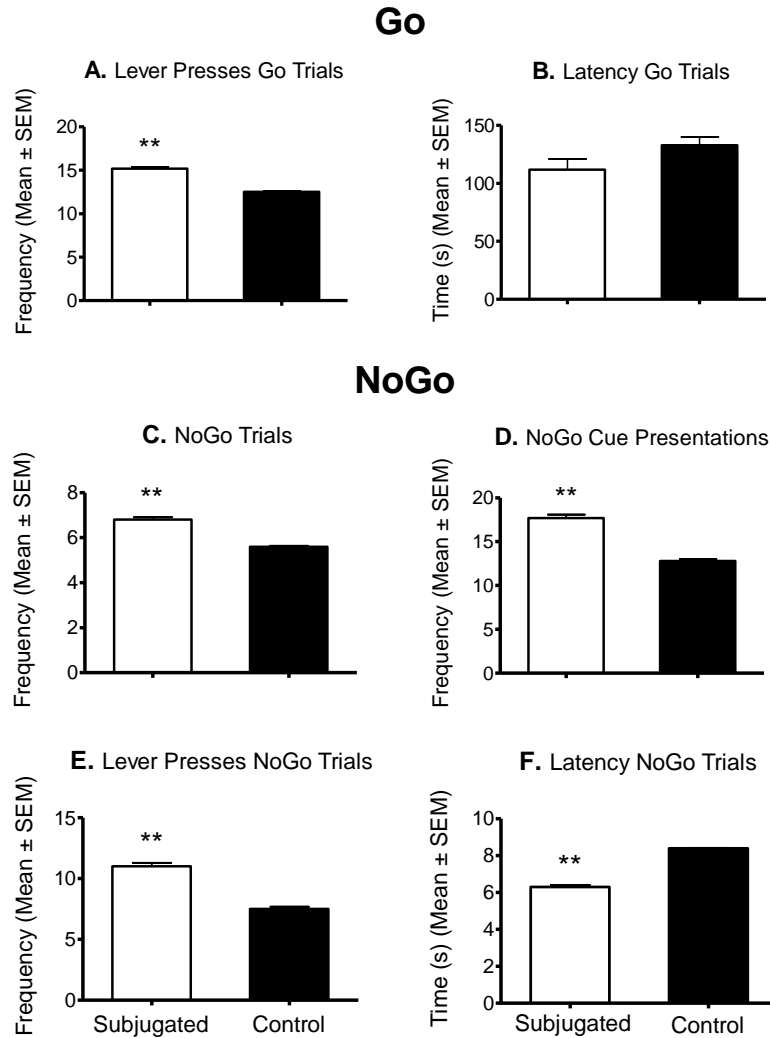 Go
A. Lever Presses Go Trials
Frequency (Mean ± SEM)
20
15
10
5
0
**
B. Latency Go Trials
Time (s) (Mean ± SEM)
150
100
50
0
NoGo
C. NoGo Trials
Frequency (Mean ± SEM)
8
6
4
2
0
**
D. NoGo Cue Presentations
Frequency (Mean ± SEM)
20
15
10
5
0
**
E. Lever Presses NoGo Trials
Frequency (Mean ± SEM)
15
10
5
0
**
Subjugated Control
F. Latency NoGo Trials
Time (s) (Mean ± SEM)
10
8
6
4
2
0
**
Subjugated Control